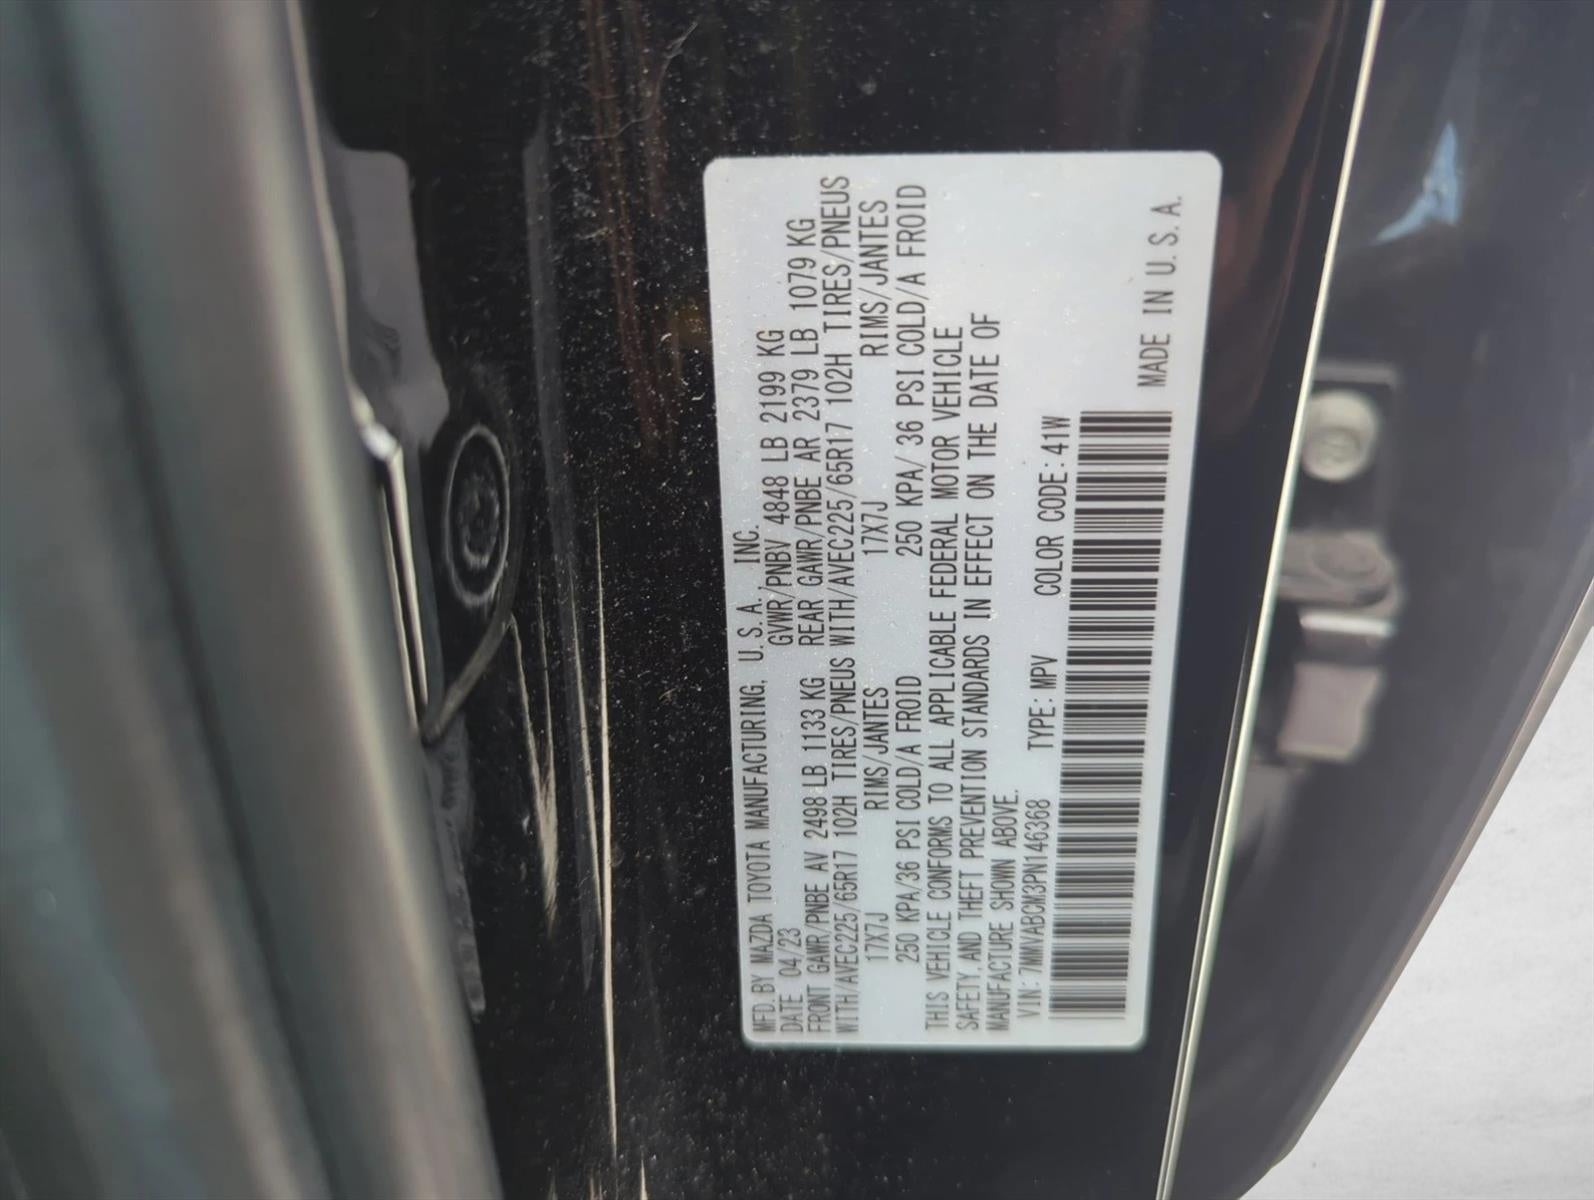 MFD.BY MAZDA TOYOTA MANUFACTURING, U.S.A., INC.
DATE 04/23 GVWR/PNBV 4848 LB 2199 KG
FRONT GAWR/PNBE AV 2498 LB 1133 KG REAR GAWR/PNBE AR 2379 LB 1079 KG
WITH/AVEC225/65R17 102H TIRES/PNEUS WITH/AVEC225/65R17 102H TIRES/PNEUS
17X7J RIMS/JANTES 17X7J RIMS/JANTES
250 KPA/36 PSI COLD/A FROID 250 KPA/ 36 PSI COLD/A FROID
THIS VEHICLE CONFORMS TO ALL APPLICABLE FEDERAL MOTOR VEHICLE
SAFETY,AND THEFT PREVENTION STANDARDS IN EFFECT ON THE DATE OF
MANUFACTURE SHOWN ABOVE.
VIN:7MMVABCM3PN146368 TYPE:MPV COLOR CODE:41W
MADE IN U.S.A.